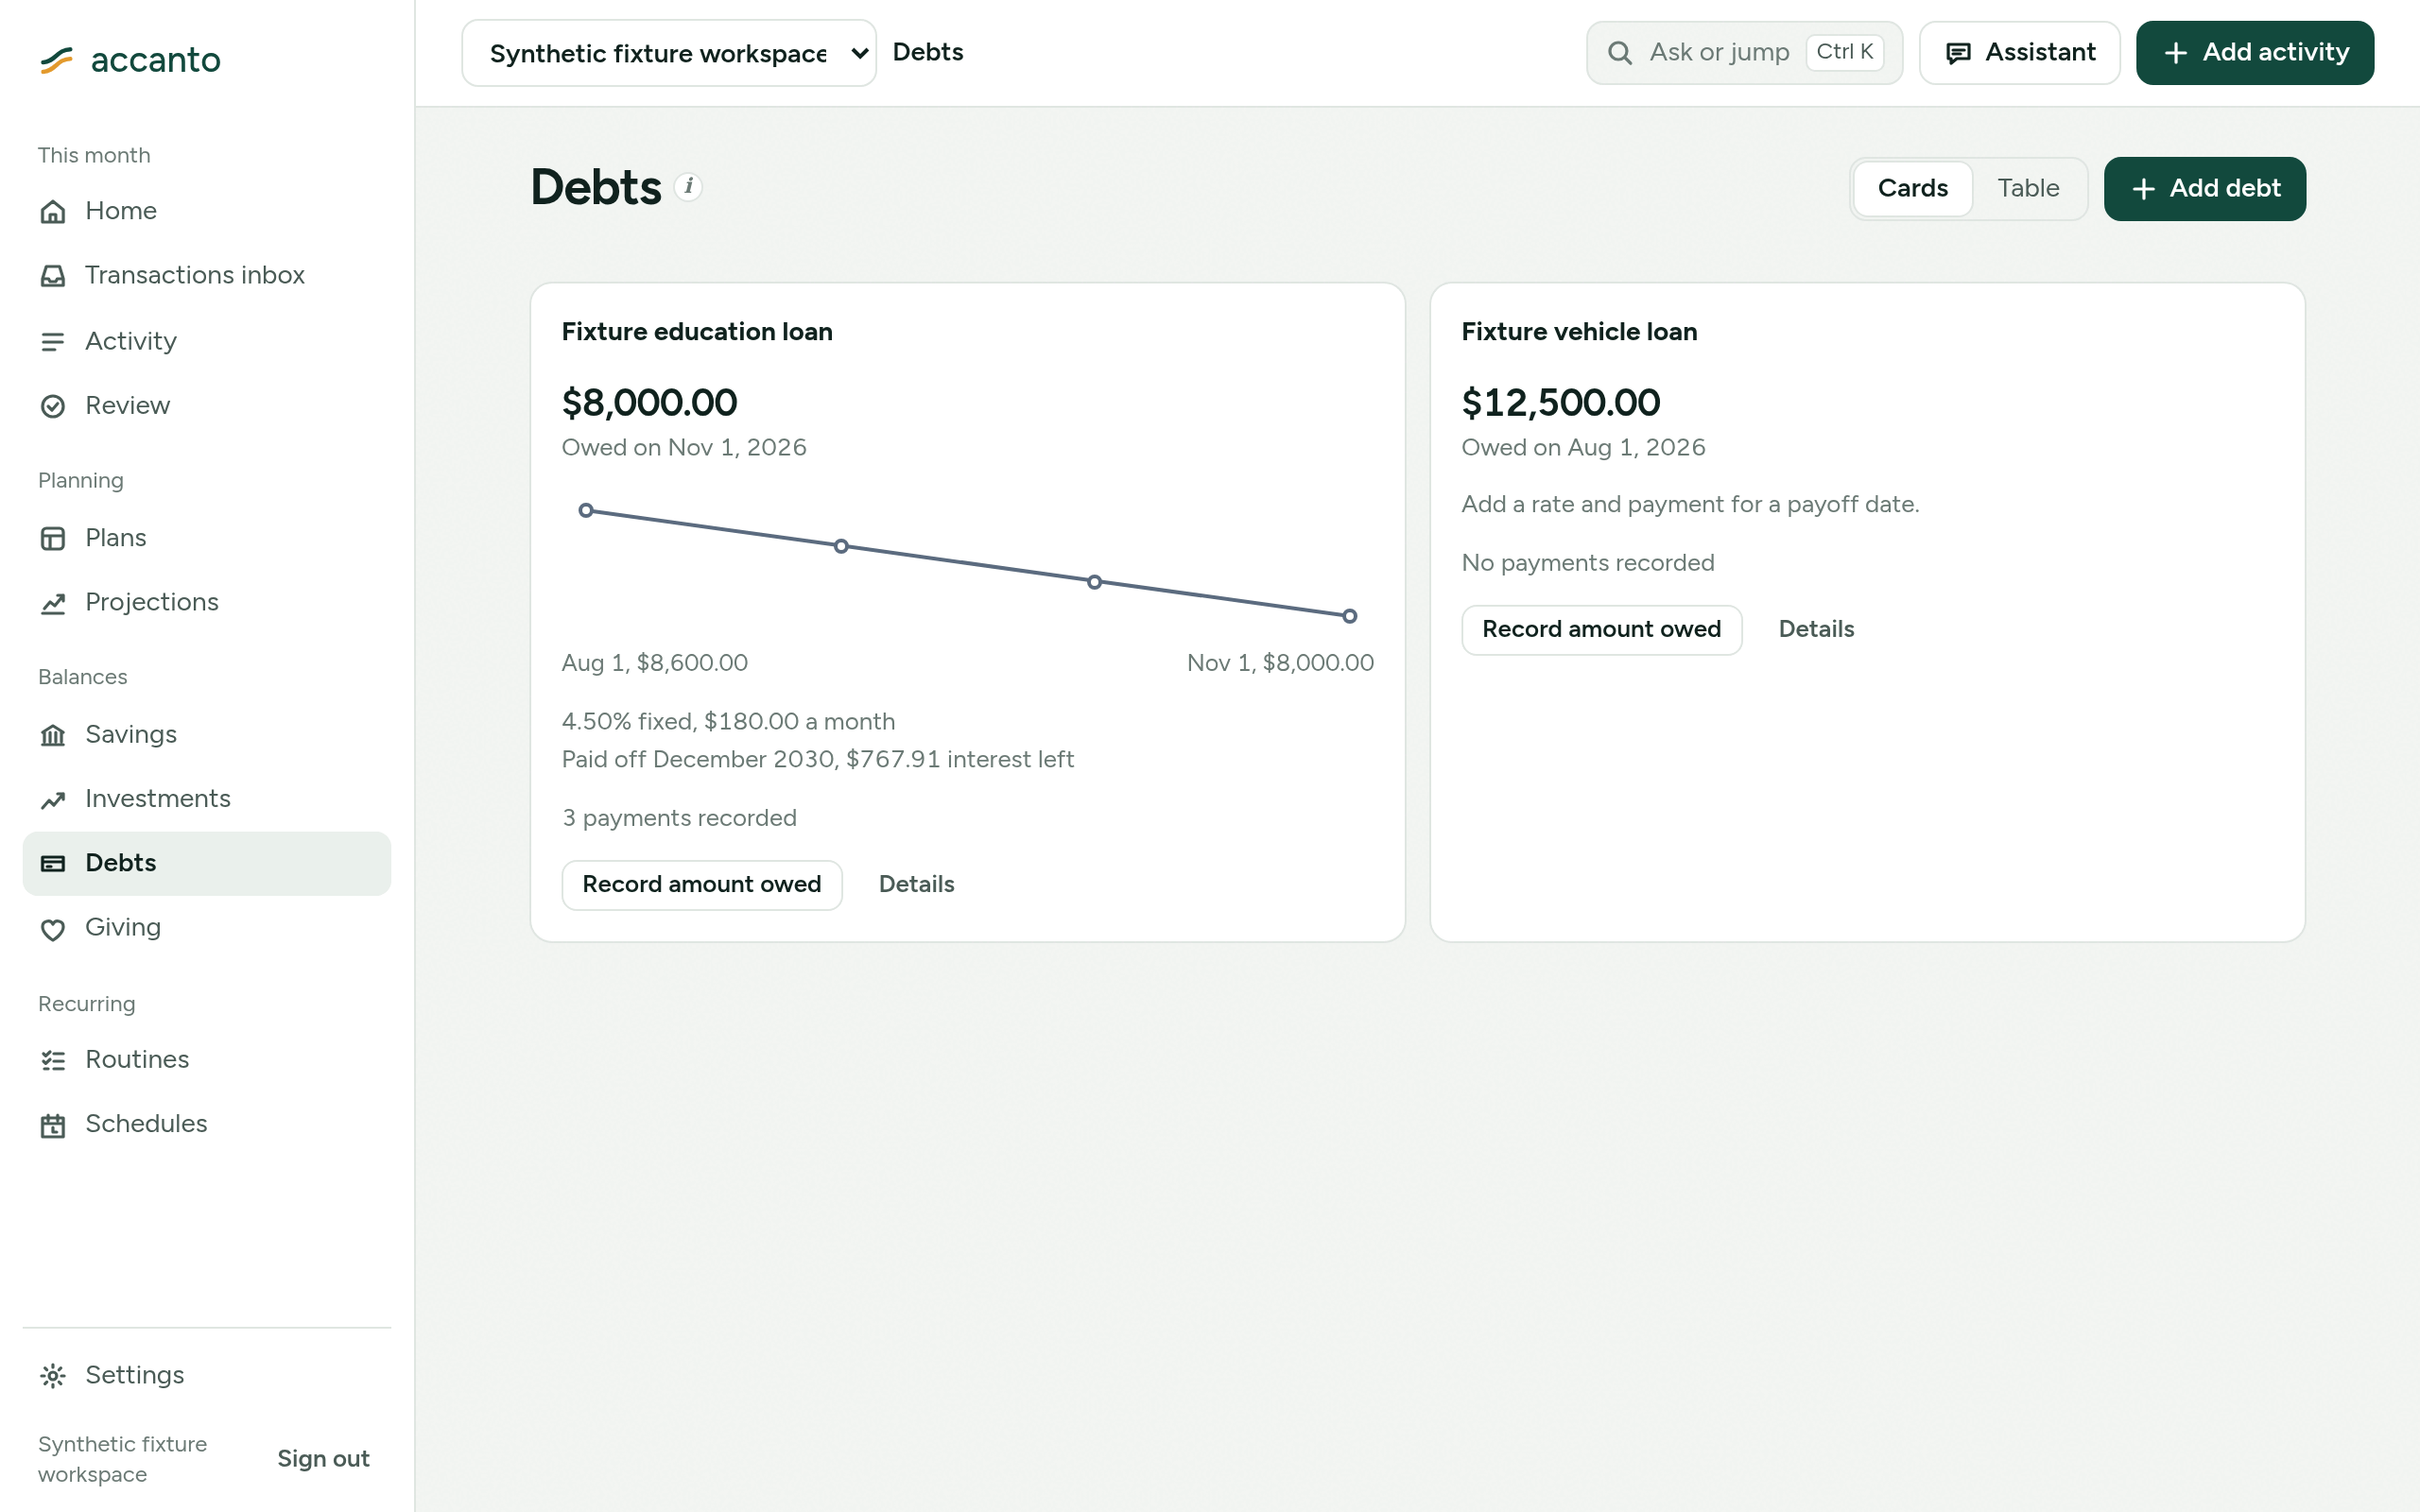 accanto
This month
Home
Transactions inbox
Activity
Review
Planning
Plans
Projections
Balances
Savings
Investments
Debts
Giving
Recurring
Routines
Schedules
Settings
Synthetic fixture
workspace
Sign out
Synthetic fixture workspace
Debts
Ask or jump
Ctrl K
Assistant
Add activity
Debts
i
Cards
Table
Add debt
Fixture education loan
$8,000.00
Owed on Nov 1, 2026
Aug 1, $8,600.00
Nov 1, $8,000.00
4.50% fixed, $180.00 a month
Paid off December 2030, $767.91 interest left
3 payments recorded
Record amount owed
Details
Fixture vehicle loan
$12,500.00
Owed on Aug 1, 2026
Add a rate and payment for a payoff date.
No payments recorded
Record amount owed
Details